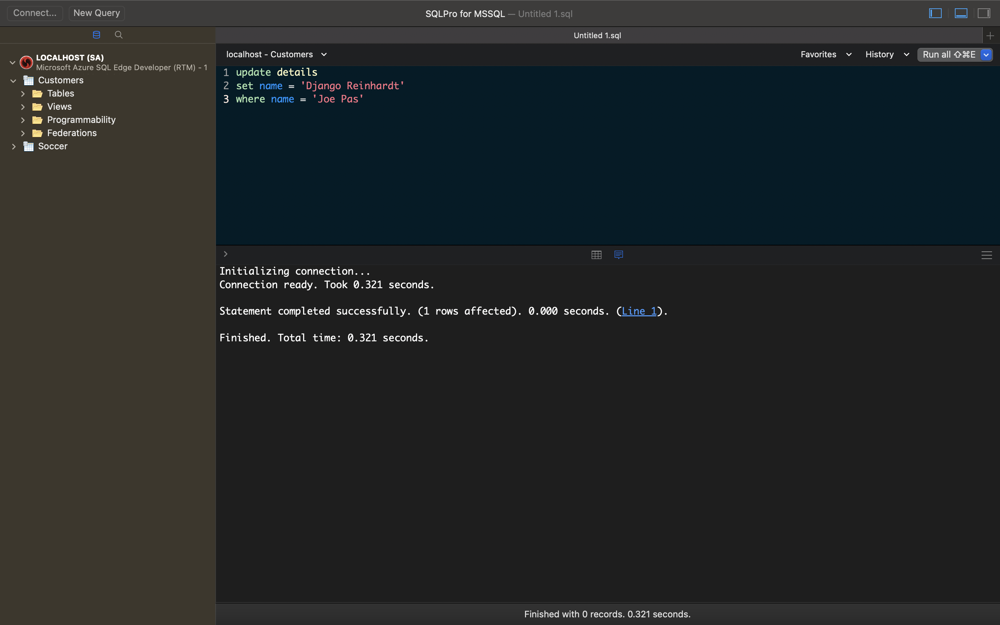 Connect...
New Query
SQLPro for MSSQL — Untitled 1.sql
Untitled 1.sql
LOCALHOST (SA)
Microsoft Azure SQL Edge Developer (RTM) - 1
Customers
Tables
Views
Programmability
Federations
Soccer
localhost - Customers
Favorites
History
Run all ⇧⌘E
1 update details
2 set name = 'Django Reinhardt'
3 where name = 'Joe Pas'
Initializing connection...
Connection ready. Took 0.321 seconds.
Statement completed successfully. (1 rows affected). 0.000 seconds. (Line 1).
Finished. Total time: 0.321 seconds.
Finished with 0 records. 0.321 seconds.